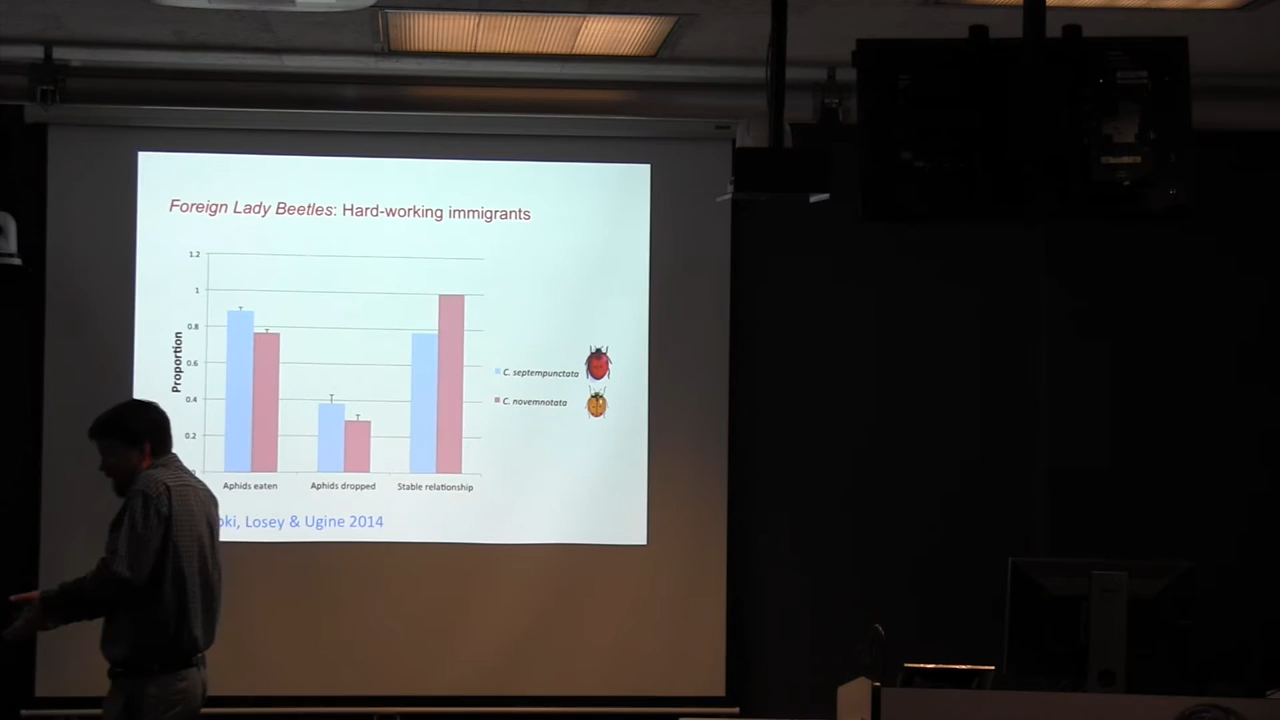 Foreign Lady Beetles: Hard-working immigrants
1.2
1
0.8
0.6
0.4
0.2
Proportion
Aphids eaten
Aphids dropped
Stable relationship
C. septempunctata
C. novemnotata
Losey & Ugine 2014